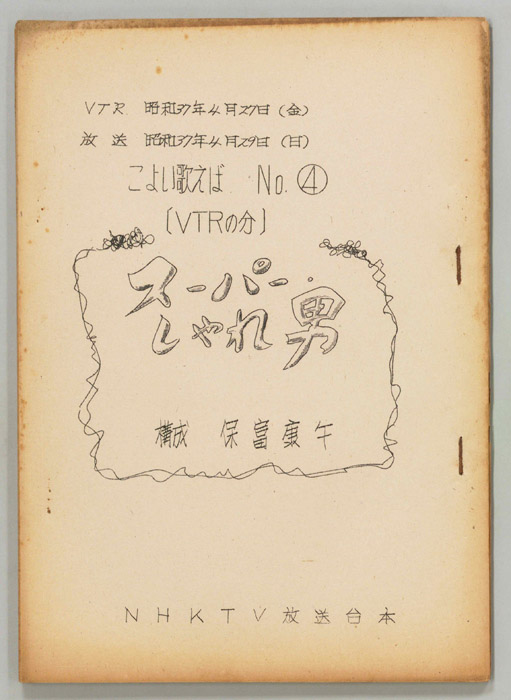 VTR 昭和37年4月27日(金)
放送 昭和37年4月29日(日)
こよい歌えば No.④
〔VTRの分〕
スーパー・
しゃれ男
構成 保富康午
NHKTV放送台本